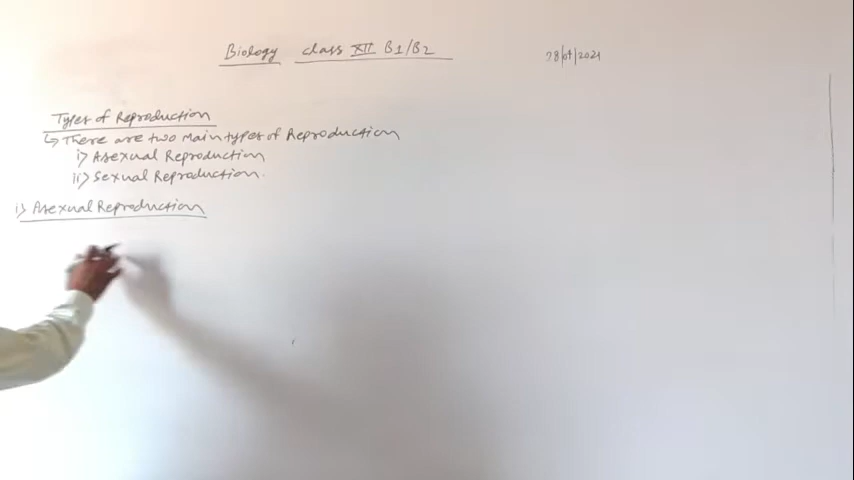 Biology class XII B1/B2
28/04/2021
Types of Reproduction
↳ There are two main types of Reproduction
i) Asexual Reproduction
ii) Sexual Reproduction.
i) Asexual Reproduction